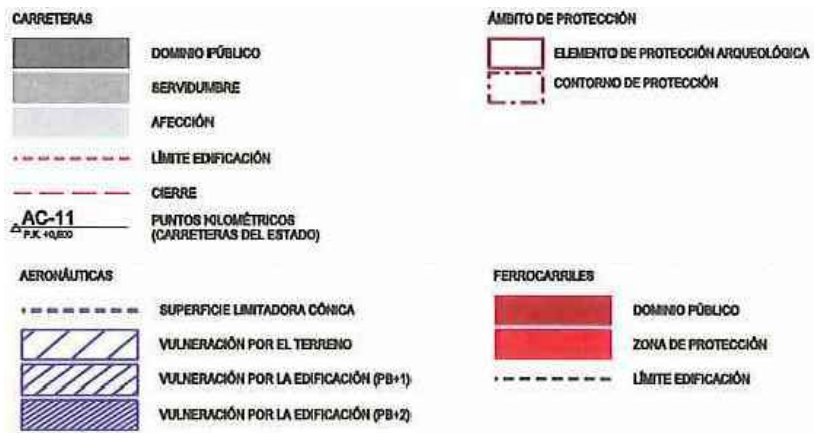 CARRETERAS
DOMINIO PÚBLICO
SERVIDUMBRE
AFECCIÓN
LÍMITE EDIFICACIÓN
CIERRE
AC-11
P.K. +0,600
PUNTOS KILOMÉTRICOS
(CARRETERAS DEL ESTADO)
ÁMBITO DE PROTECCIÓN
ELEMENTO DE PROTECCIÓN ARQUEOLÓGICA
CONTORNO DE PROTECCIÓN
AERONÁUTICAS
SUPERFICIE LIMITADORA CÓNICA
VULNERACIÓN POR EL TERRENO
VULNERACIÓN POR LA EDIFICACIÓN (PB+1)
VULNERACIÓN POR LA EDIFICACIÓN (PB+2)
FERROCARRILES
DOMINIO PÚBLICO
ZONA DE PROTECCIÓN
LÍMITE EDIFICACIÓN